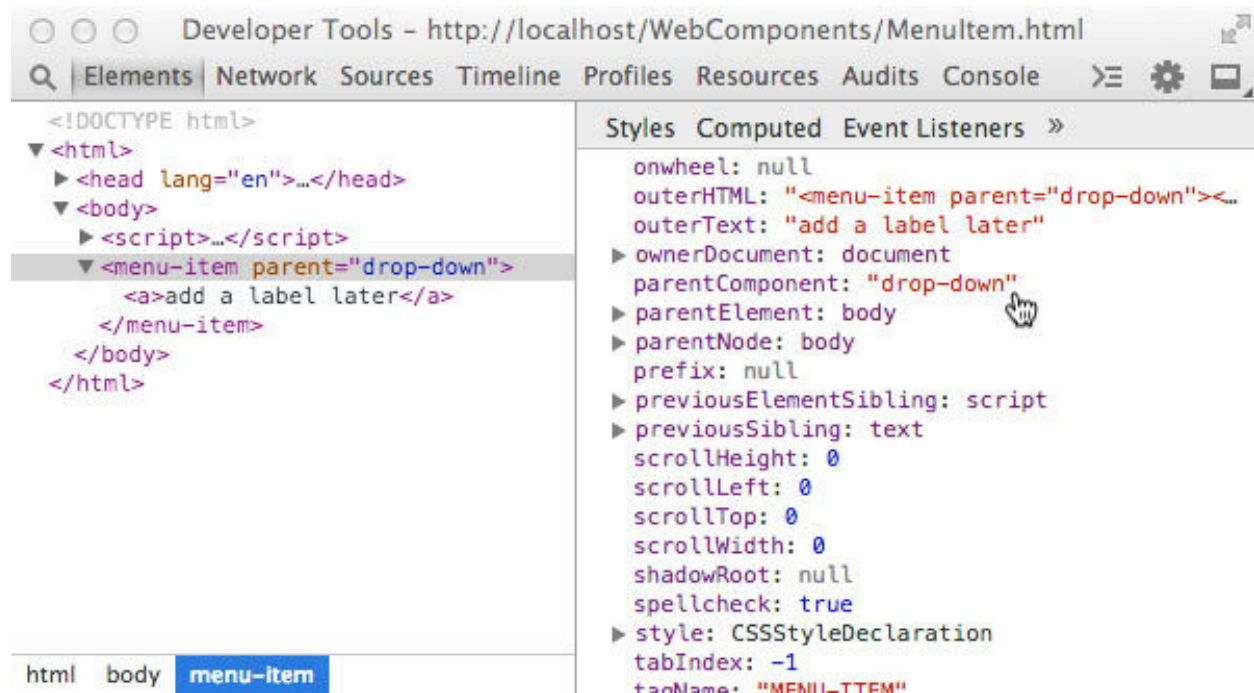 Developer Tools - http://localhost/WebComponents/MenuItem.html
Elements Network Sources Timeline Profiles Resources Audits Console
<!DOCTYPE html>
▼<html>
▶<head lang="en">…</head>
▼<body>
▶<script>…</script>
▼<menu-item parent="drop-down">
<a>add a label later</a>
</menu-item>
</body>
</html>
html body menu-item
Styles Computed Event Listeners »
onwheel: null
outerHTML: "<menu-item parent="drop-down"><…
outerText: "add a label later"
▶ownerDocument: document
parentComponent: "drop-down"
▶parentElement: body
▶parentNode: body
prefix: null
▶previousElementSibling: script
▶previousSibling: text
scrollHeight: 0
scrollLeft: 0
scrollTop: 0
scrollWidth: 0
shadowRoot: null
spellcheck: true
▶style: CSSStyleDeclaration
tabIndex: -1
tagName: "MENU-ITEM"